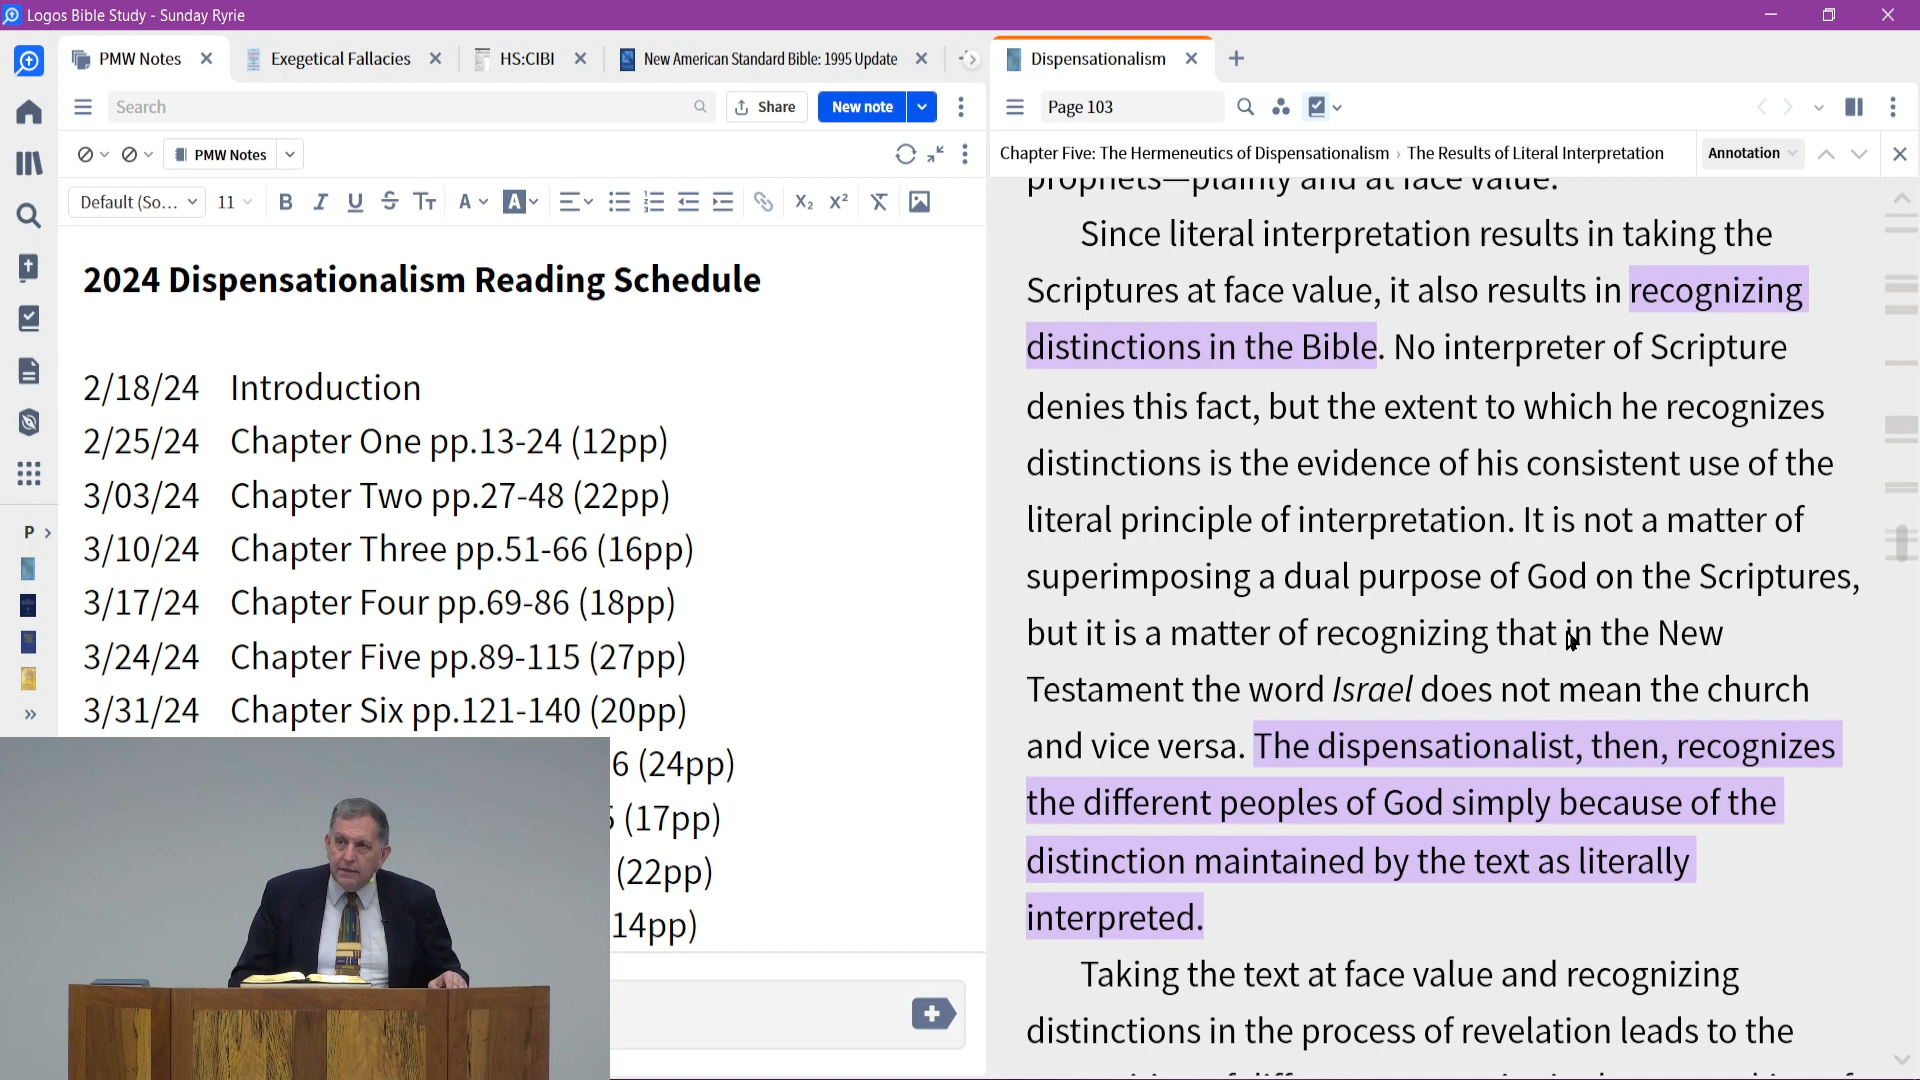 Logos Bible Study - Sunday Ryrie
PMW Notes
Exegetical Fallacies
HS:CIBI
New American Standard Bible: 1995 Update
Dispensationalism
Search
Share
New note
Page 103
PMW Notes
Chapter Five: The Hermeneutics of Dispensationalism › The Results of Literal Interpretation
Annotation
Default (So...
11
B I U S Tт A A X₂ X²
P
2024 Dispensationalism Reading Schedule
2/18/24 Introduction
2/25/24 Chapter One pp.13-24 (12pp)
3/03/24 Chapter Two pp.27-48 (22pp)
3/10/24 Chapter Three pp.51-66 (16pp)
3/17/24 Chapter Four pp.69-86 (18pp)
3/24/24 Chapter Five pp.89-115 (27pp)
3/31/24 Chapter Six pp.121-140 (20pp)
6 (24pp)
(17pp)
(22pp)
14pp)
prophets—plainly and at face value.
Since literal interpretation results in taking the
Scriptures at face value, it also results in recognizing
distinctions in the Bible. No interpreter of Scripture
denies this fact, but the extent to which he recognizes
distinctions is the evidence of his consistent use of the
literal principle of interpretation. It is not a matter of
superimposing a dual purpose of God on the Scriptures,
but it is a matter of recognizing that in the New
Testament the word Israel does not mean the church
and vice versa. The dispensationalist, then, recognizes
the different peoples of God simply because of the
distinction maintained by the text as literally
interpreted.
Taking the text at face value and recognizing
distinctions in the process of revelation leads to the